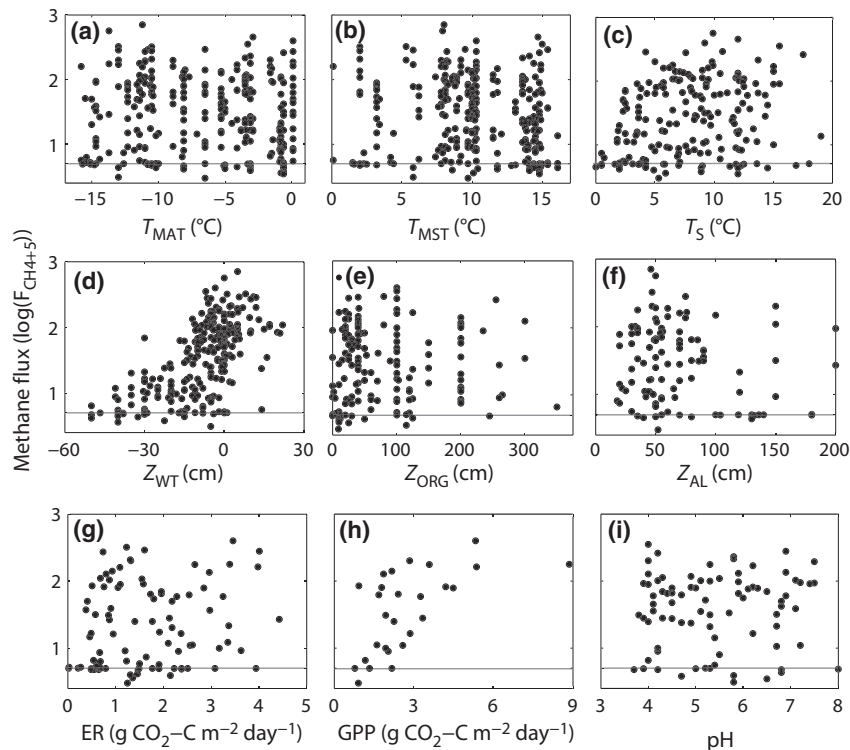 3
(a)
(b)
(c)
2
1
−15 −10 −5 0
0 5 10 15
0 5 10 15 20
T_MAT (°C)
T_MST (°C)
T_S (°C)
Methane flux (log(F_CH4+5))
3
(d)
(e)
(f)
2
1
−60 −30 0 30
0 100 200 300
0 50 100 150 200
Z_WT (cm)
Z_ORG (cm)
Z_AL (cm)
3
(g)
(h)
(i)
2
1
0 1 2 3 4 5
0 3 6 9
3 4 5 6 7 8
ER (g CO₂–C m⁻² day⁻¹)
GPP (g CO₂–C m⁻² day⁻¹)
pH